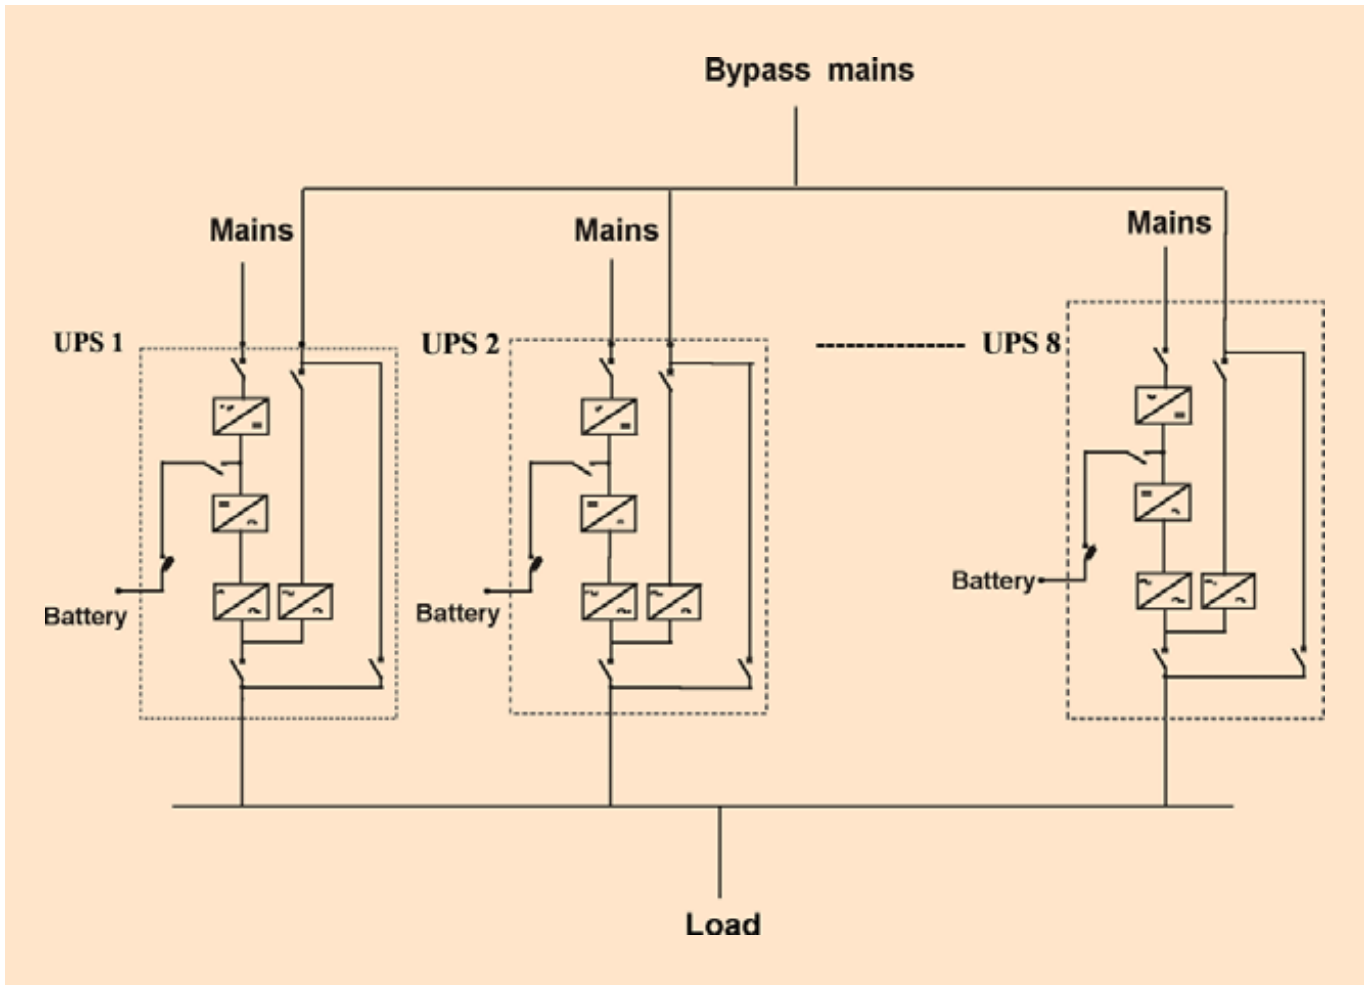 Bypass mains
Mains
Mains
Mains
UPS 1
UPS 2
UPS 8
Battery
Battery
Battery
Load